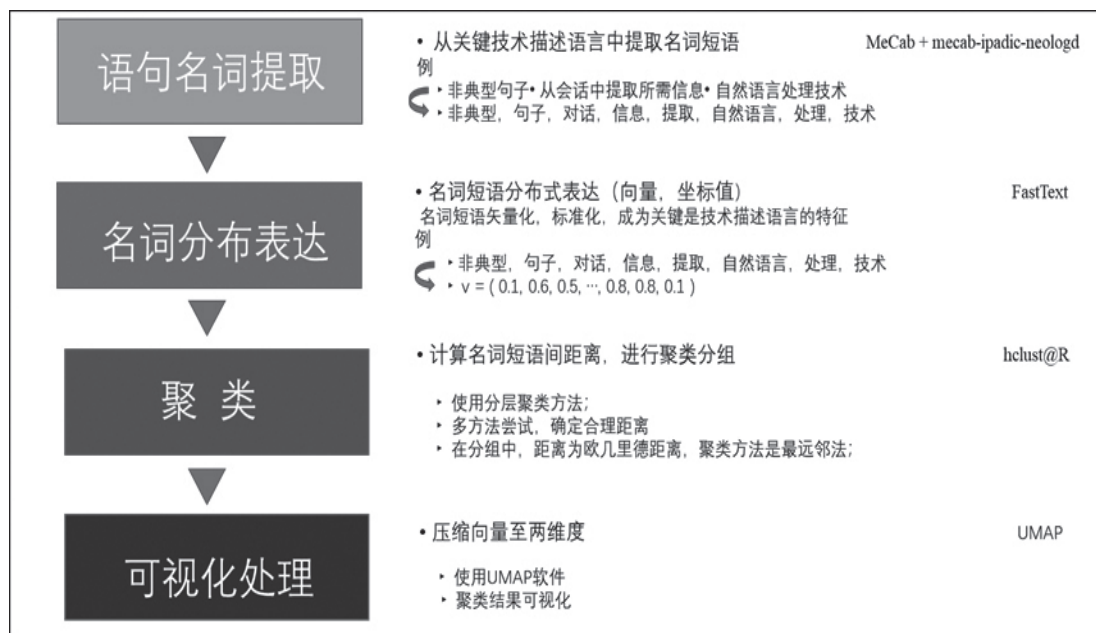 语句名词提取
• 从关键技术描述语言中提取名词短语 MeCab + mecab-ipadic-neologd
例
‣ 非典型句子• 从会话中提取所需信息• 自然语言处理技术
‣ 非典型，句子，对话，信息，提取，自然语言，处理，技术
名词分布表达
• 名词短语分布式表达（向量，坐标值） FastText
名词短语矢量化，标准化，成为关键是技术描述语言的特征
例
‣ 非典型，句子，对话，信息，提取，自然语言，处理，技术
‣ v = ( 0.1, 0.6, 0.5, ···, 0.8, 0.8, 0.1 )
聚 类
• 计算名词短语间距离，进行聚类分组 hclust@R
‣ 使用分层聚类方法；
‣ 多方法尝试，确定合理距离
‣ 在分组中，距离为欧几里德距离，聚类方法是最远邻法；
可视化处理
• 压缩向量至两维度 UMAP
‣ 使用UMAP软件
‣ 聚类结果可视化